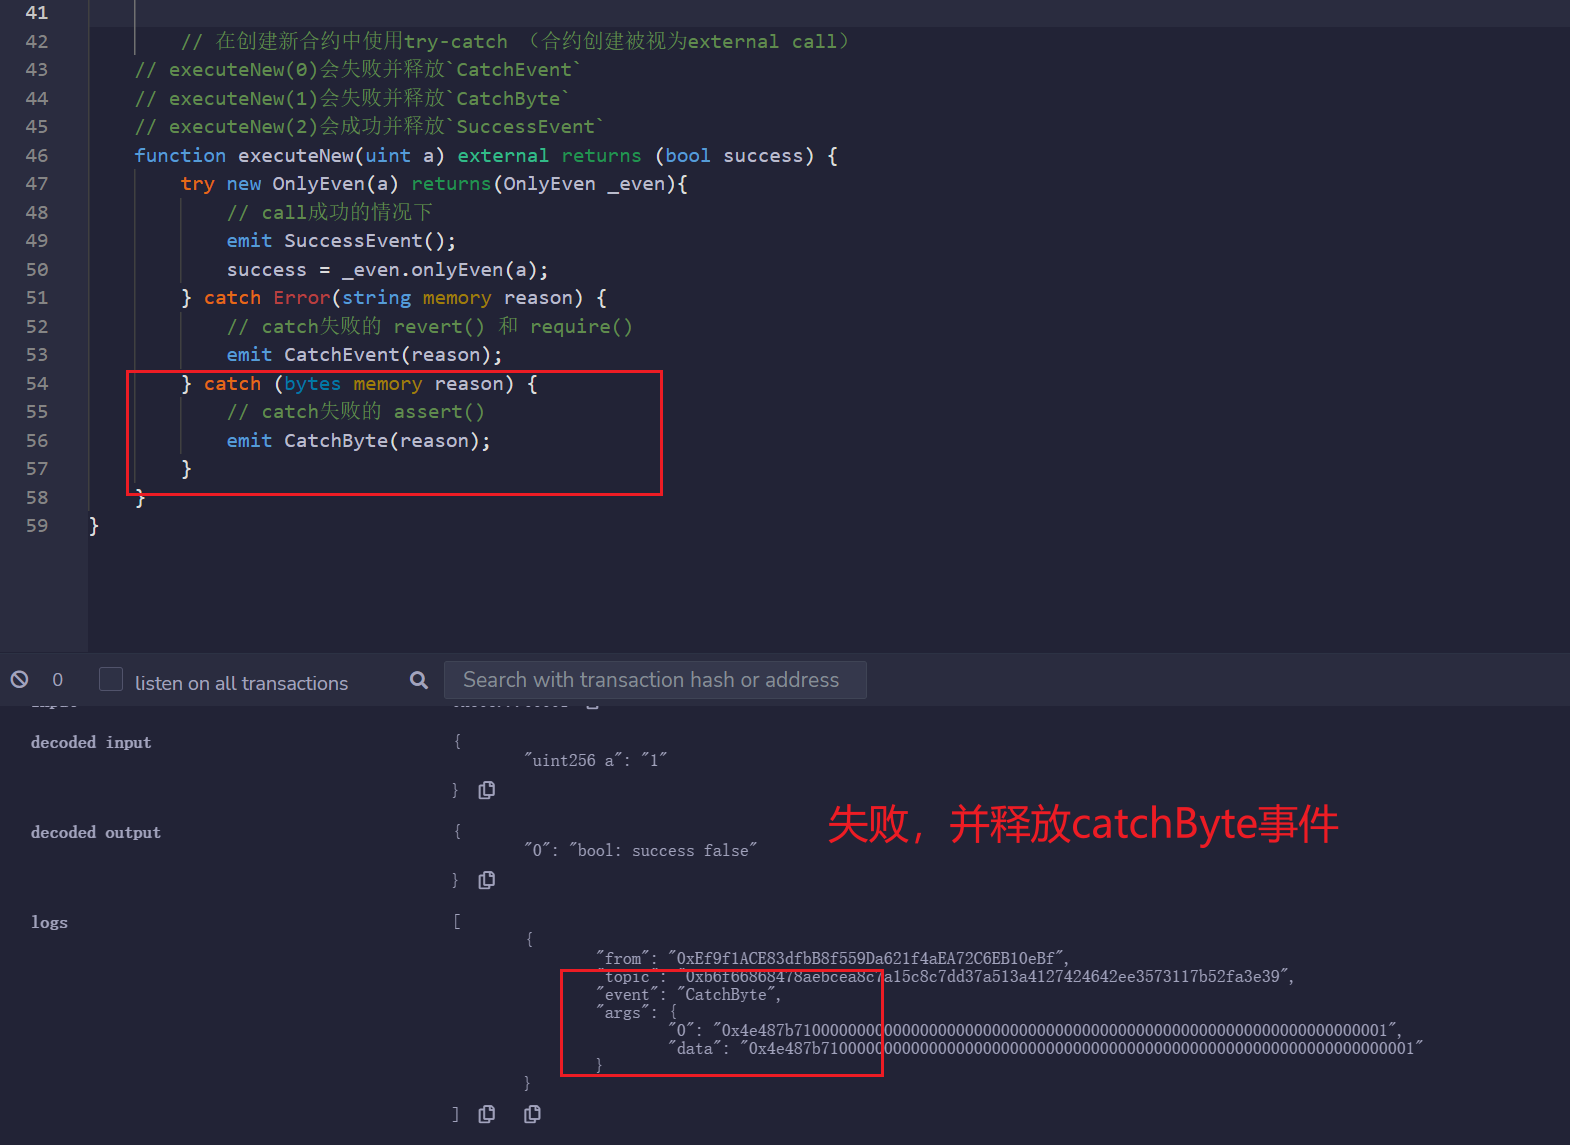 41
42 // 在创建新合约中使用try-catch （合约创建被视为external call）
43 // executeNew(0)会失败并释放`CatchEvent`
44 // executeNew(1)会失败并释放`CatchByte`
45 // executeNew(2)会成功并释放`SuccessEvent`
46 function executeNew(uint a) external returns (bool success) {
47 try new OnlyEven(a) returns(OnlyEven _even){
48 // call成功的情况下
49 emit SuccessEvent();
50 success = _even.onlyEven(a);
51 } catch Error(string memory reason) {
52 // catch失败的 revert() 和 require()
53 emit CatchEvent(reason);
54 } catch (bytes memory reason) {
55 // catch失败的 assert()
56 emit CatchByte(reason);
57 }
58 }
59 }
0 listen on all transactions Search with transaction hash or address
decoded input {
"uint256 a": "1"
}
失败，并释放catchByte事件
decoded output {
"0": "bool: success false"
}
logs [
{
"from": "0xEf9f1ACE83dfbB8f559Da621f4aEA72C6EB10eBf",
"topic": "0xb6f66868478aebcea8c7a15c8c7dd37a513a4127424642ee3573117b52fa3e39",
"event": "CatchByte",
"args": {
"0": "0x4e487b710000000000000000000000000000000000000000000000000000000000000001",
"data": "0x4e487b710000000000000000000000000000000000000000000000000000000000000001"
}
}
]